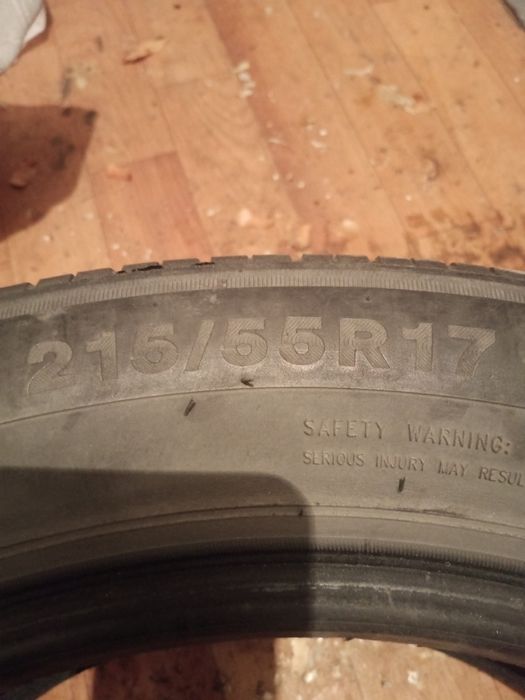 215/55R17
SAFETY WARNING:
SERIOUS INJURY MAY RESUL